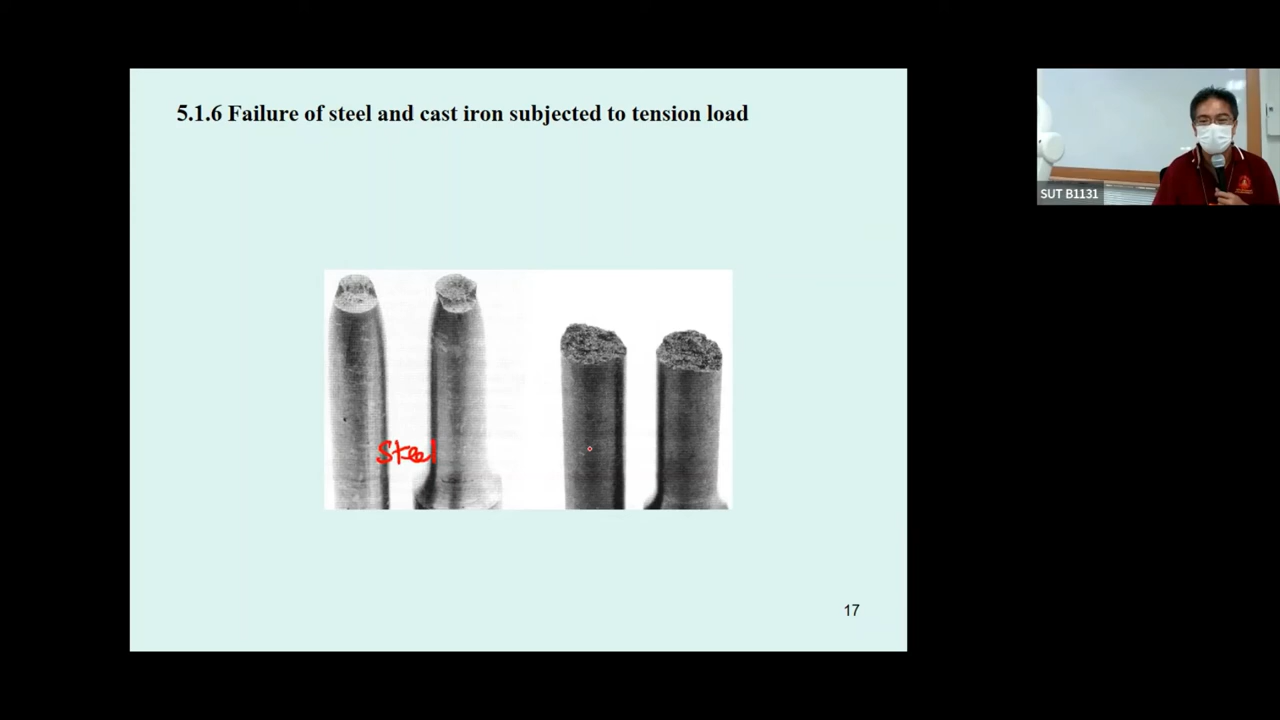 5.1.6 Failure of steel and cast iron subjected to tension load
SUT B1131
Steel
17